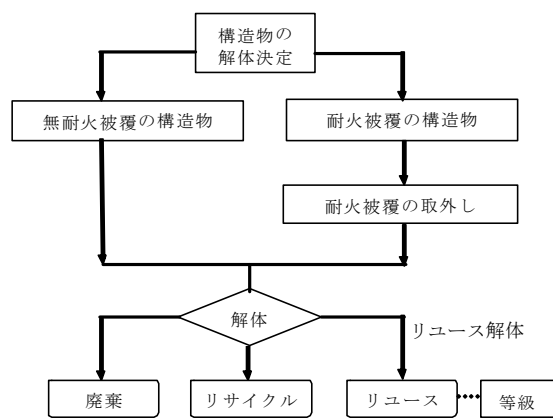 構造物の
解体決定
無耐火被覆の構造物
耐火被覆の構造物
耐火被覆の取外し
解体
リユース解体
廃棄
リサイクル
リユース
等級